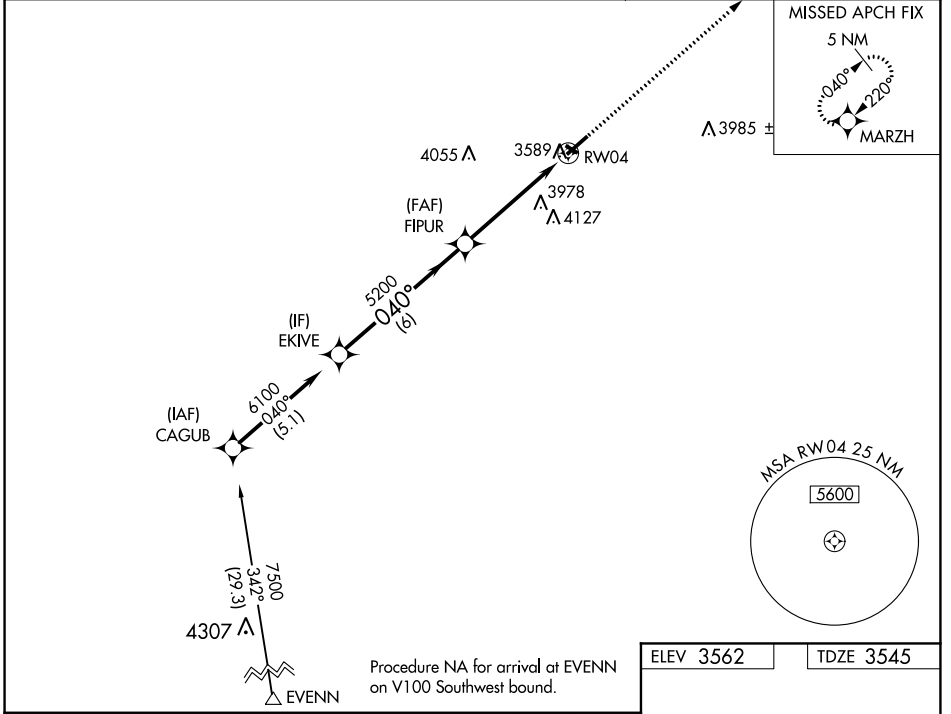 MISSED APCH FIX
5 NM
040°
220°
MARZH
3985 ±
4055
3589
RW04
3978
4127
(FAF)
FIPUR
5200
040°
(6)
(IF)
EKIVE
6100
040°
(5.1)
(IAF)
CAGUB
MSA RW04 25 NM
5600
7500
342°
(29.3)
4307
EVENN
Procedure NA for arrival at EVENN
on V100 Southwest bound.
ELEV 3562
TDZE 3545